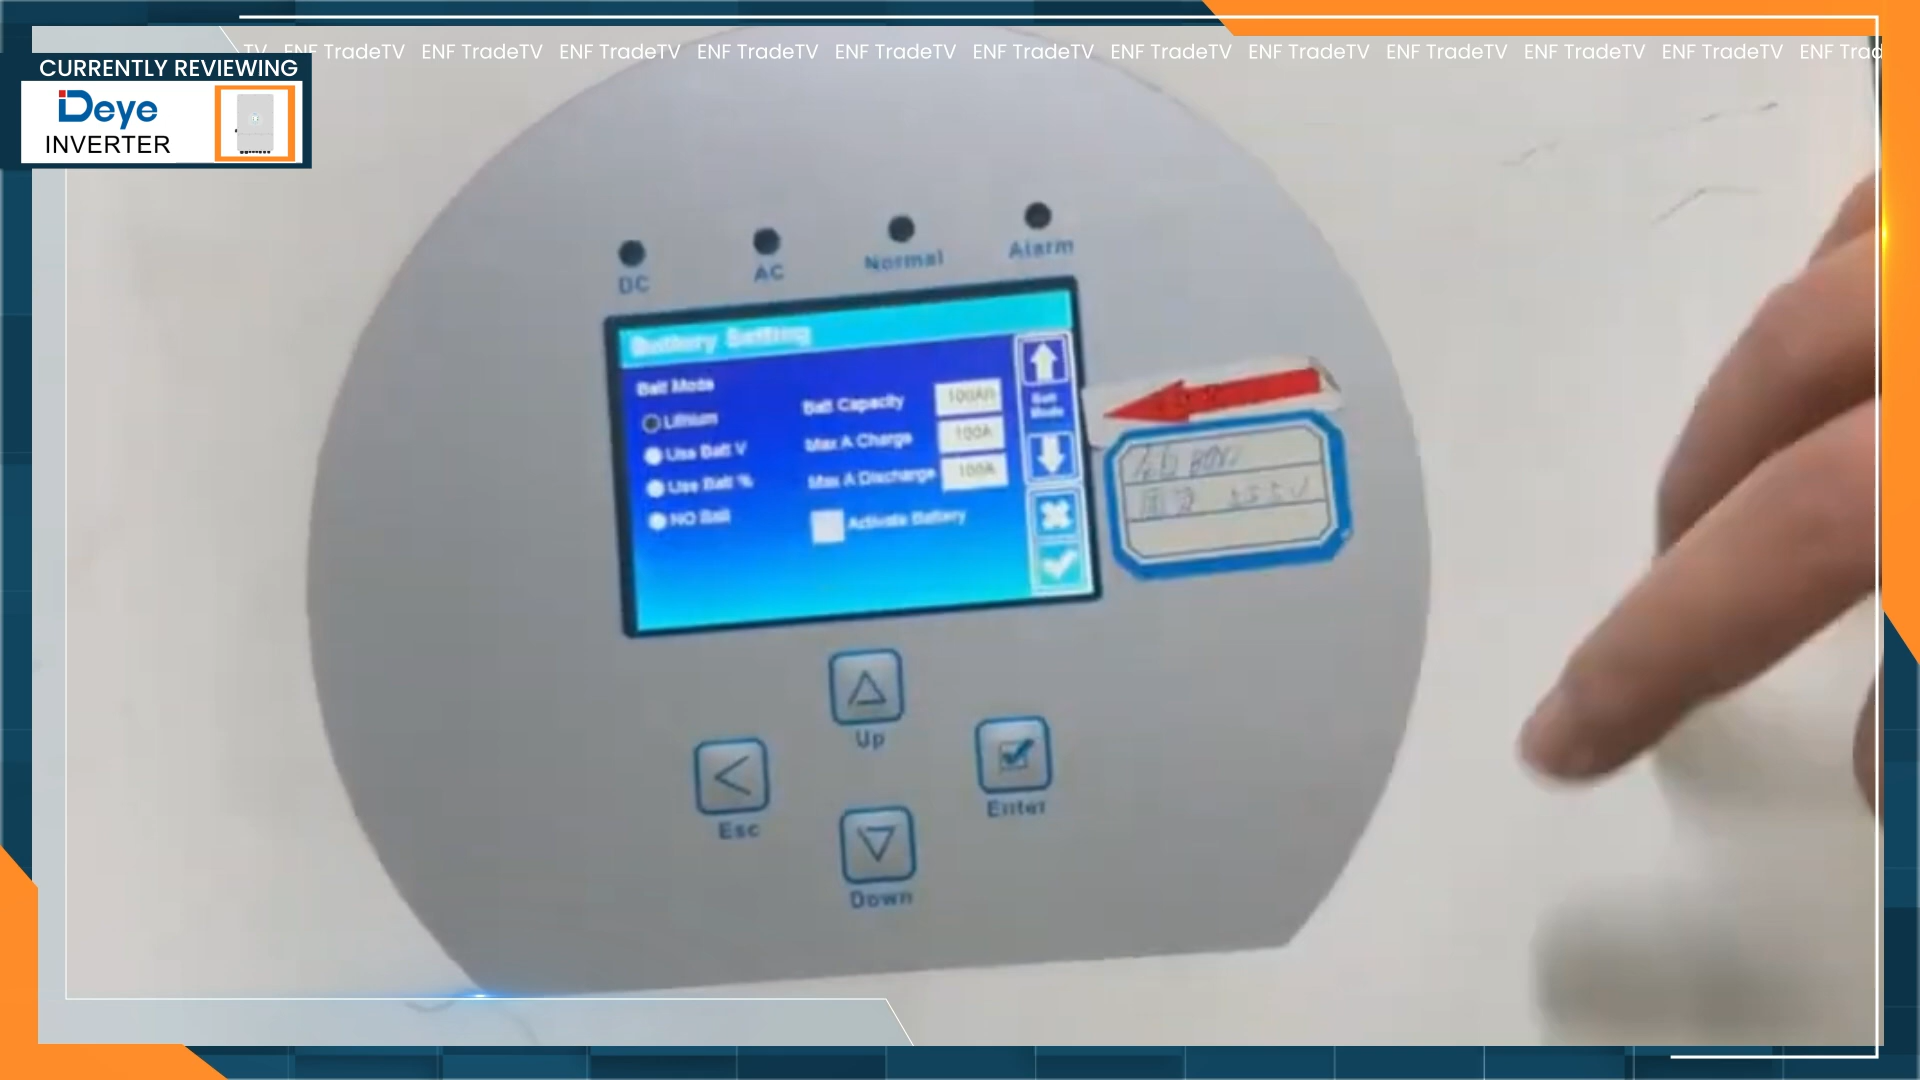 TV ENF TradeTV ENF TradeTV ENF TradeTV ENF TradeTV ENF TradeTV ENF TradeTV ENF TradeTV ENF TradeTV ENF TradeTV ENF TradeTV ENF TradeTV ENF Trad
CURRENTLY REVIEWING
Deye
INVERTER
DC
AC
Normal
Alarm
Battery Setting
Batt Mode
Lithium
Use Batt V
Use Batt %
NO Batt
Batt Capacity 100Ah
Max A Charge 100A
Max A Discharge 100A
Activate Battery
Batt
Mode
Up
Esc
Enter
Down